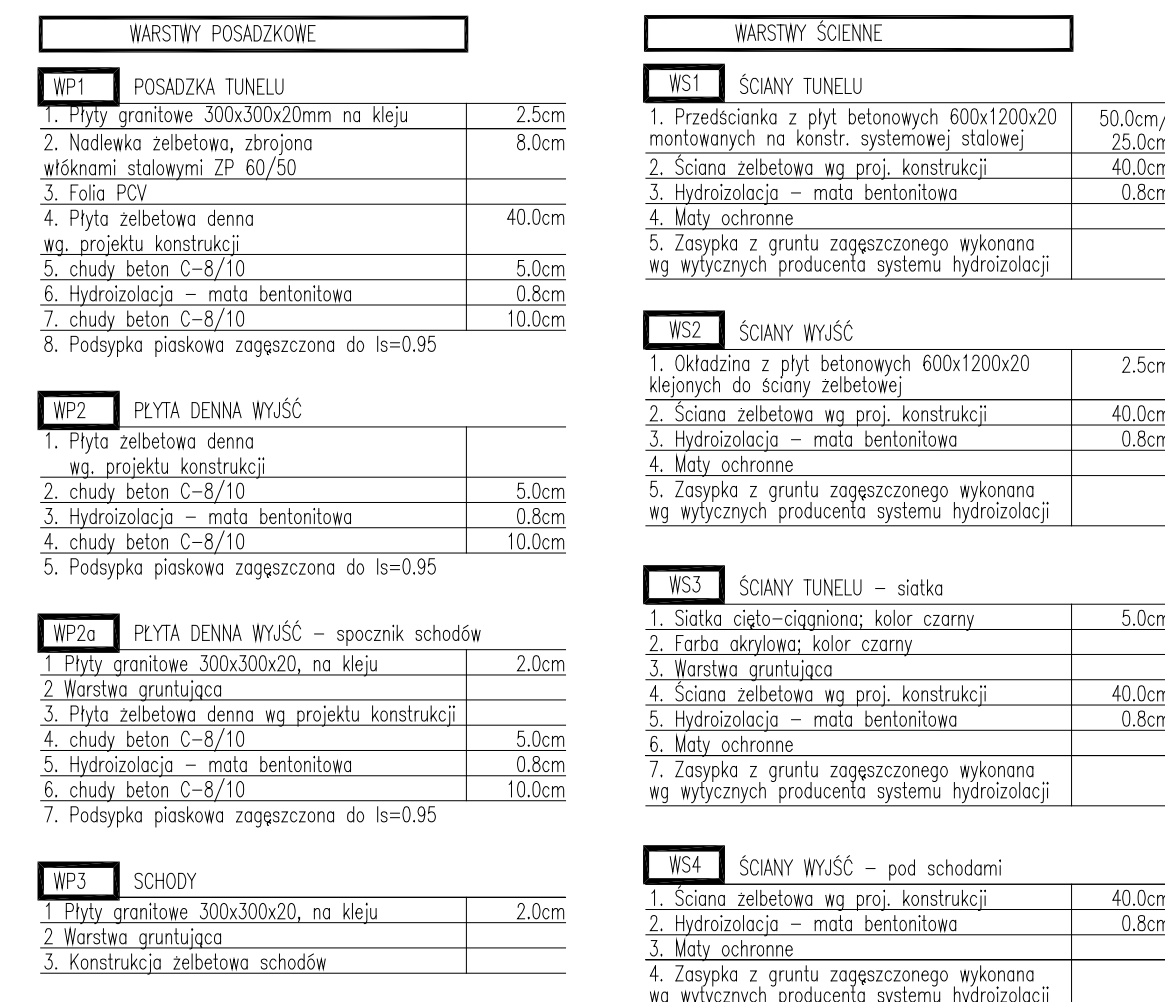 WARSTWY POSADZKOWE
WP1 POSADZKA TUNELU
1. Płyty granitowe 300x300x20mm na kleju 2.5cm
2. Nadlewka żelbetowa, zbrojona 8.0cm
włóknami stalowymi ZP 60/50
3. Folia PCV
4. Płyta żelbetowa denna 40.0cm
wg. projektu konstrukcji
5. chudy beton C-8/10 5.0cm
6. Hydroizolacja – mata bentonitowa 0.8cm
7. chudy beton C-8/10 10.0cm
8. Podsypka piaskowa zagęszczona do Is=0.95
WP2 PŁYTA DENNA WYJŚĆ
1. Płyta żelbetowa denna
wg. projektu konstrukcji
2. chudy beton C-8/10 5.0cm
3. Hydroizolacja – mata bentonitowa 0.8cm
4. chudy beton C-8/10 10.0cm
5. Podsypka piaskowa zagęszczona do Is=0.95
WP2a PŁYTA DENNA WYJŚĆ – spocznik schodów
1 Płyty granitowe 300x300x20, na kleju 2.0cm
2 Warstwa gruntująca
3. Płyta żelbetowa denna wg projektu konstrukcji
4. chudy beton C-8/10 5.0cm
5. Hydroizolacja – mata bentonitowa 0.8cm
6. chudy beton C-8/10 10.0cm
7. Podsypka piaskowa zagęszczona do Is=0.95
WP3 SCHODY
1 Płyty granitowe 300x300x20, na kleju 2.0cm
2 Warstwa gruntująca
3. Konstrukcja żelbetowa schodów
WARSTWY ŚCIENNE
WS1 ŚCIANY TUNELU
1. Przedścianka z płyt betonowych 600x1200x20 50.0cm/
montowanych na konstr. systemowej stalowej 25.0cm
2. Ściana żelbetowa wg proj. konstrukcji 40.0cm
3. Hydroizolacja – mata bentonitowa 0.8cm
4. Maty ochronne
5. Zasypka z gruntu zagęszczonego wykonana
wg wytycznych producenta systemu hydroizolacji
WS2 ŚCIANY WYJŚĆ
1. Okładzina z płyt betonowych 600x1200x20 2.5cm
klejonych do ściany żelbetowej
2. Ściana żelbetowa wg proj. konstrukcji 40.0cm
3. Hydroizolacja – mata bentonitowa 0.8cm
4. Maty ochronne
5. Zasypka z gruntu zagęszczonego wykonana
wg wytycznych producenta systemu hydroizolacji
WS3 ŚCIANY TUNELU – siatka
1. Siatka cięto-ciągniona; kolor czarny 5.0cm
2. Farba akrylowa; kolor czarny
3. Warstwa gruntująca
4. Ściana żelbetowa wg proj. konstrukcji 40.0cm
5. Hydroizolacja – mata bentonitowa 0.8cm
6. Maty ochronne
7. Zasypka z gruntu zagęszczonego wykonana
wg wytycznych producenta systemu hydroizolacji
WS4 ŚCIANY WYJŚĆ – pod schodami
1. Ściana żelbetowa wg proj. konstrukcji 40.0cm
2. Hydroizolacja – mata bentonitowa 0.8cm
3. Maty ochronne
4. Zasypka z gruntu zagęszczonego wykonana
wg wytycznych producenta systemu hydroizolacji